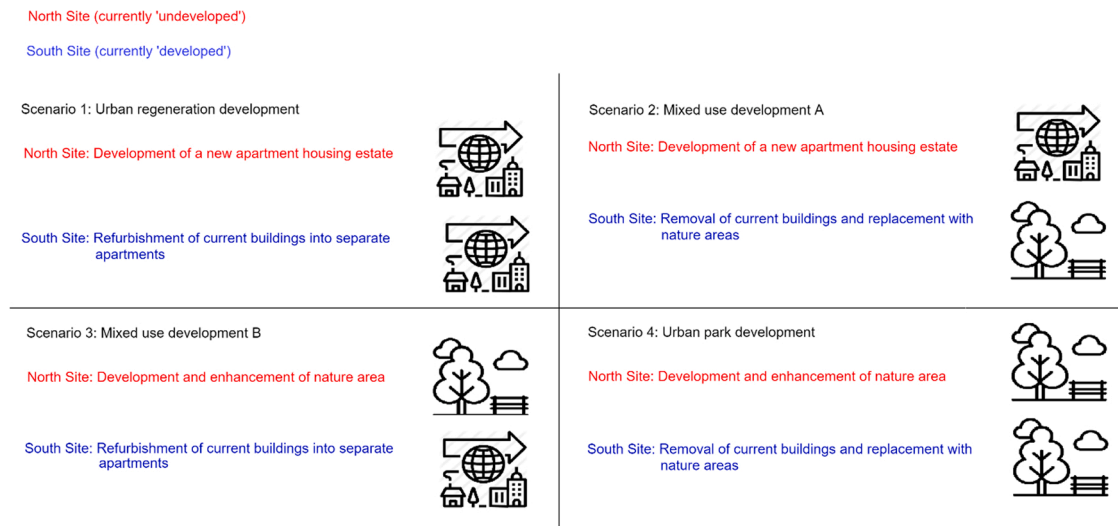 North Site (currently 'undeveloped')
South Site (currently 'developed')
Scenario 1: Urban regeneration development
North Site: Development of a new apartment housing estate
South Site: Refurbishment of current buildings into separate
apartments
Scenario 2: Mixed use development A
North Site: Development of a new apartment housing estate
South Site: Removal of current buildings and replacement with
nature areas
Scenario 3: Mixed use development B
North Site: Development and enhancement of nature area
South Site: Refurbishment of current buildings into separate
apartments
Scenario 4: Urban park development
North Site: Development and enhancement of nature area
South Site: Removal of current buildings and replacement with
nature areas